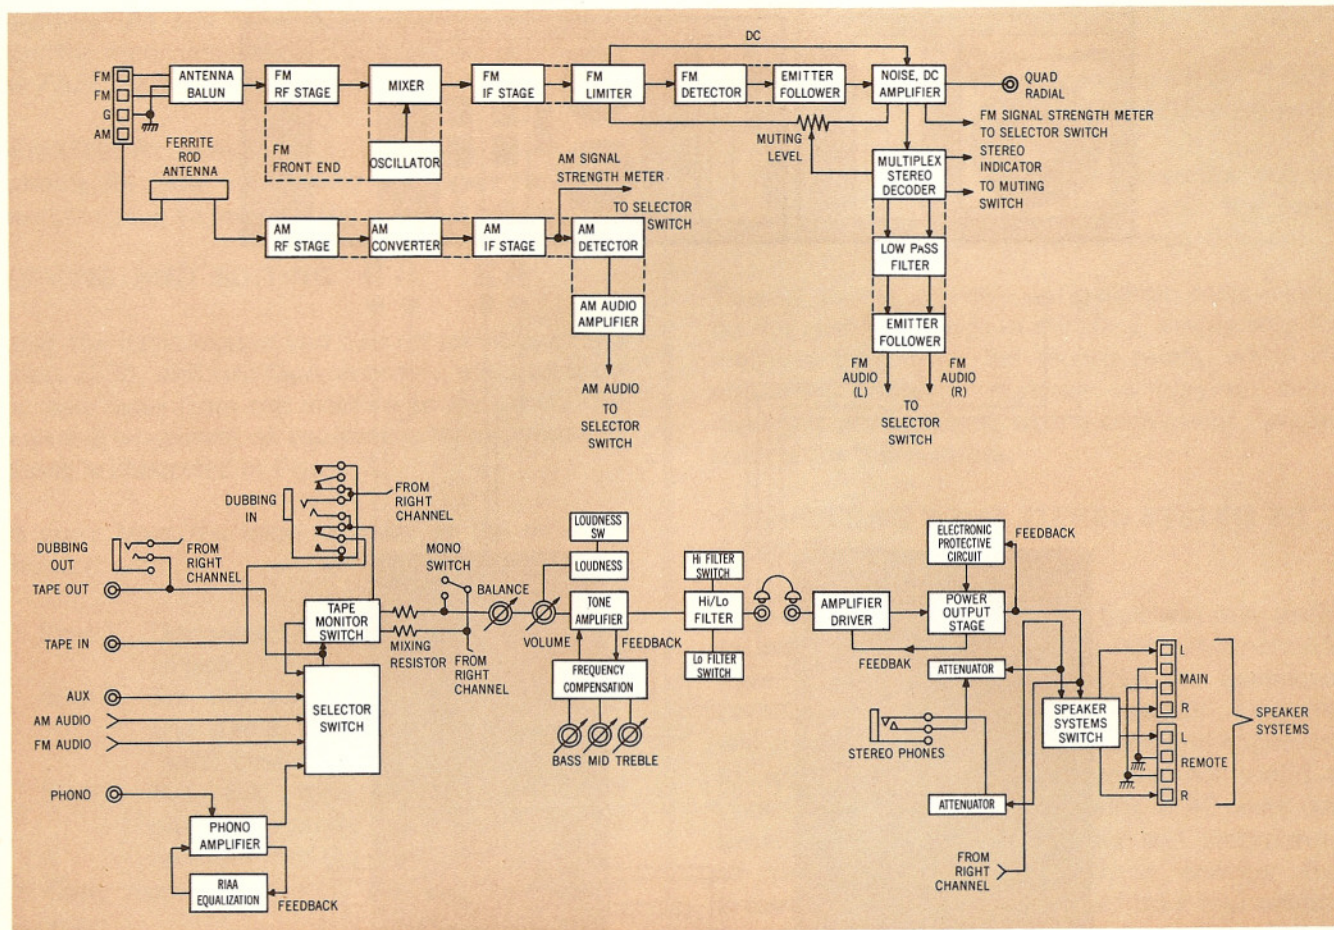 DC
FM
FM
G
AM
ANTENNA
BALUN
FM
RF STAGE
MIXER
FM
IF STAGE
FM
LIMITER
FM
DETECTOR
EMITTER
FOLLOWER
NOISE, DC
AMPLIFIER
QUAD
RADIAL
FM SIGNAL STRENGTH METER
TO SELECTOR SWITCH
MUTING
LEVEL
FERRITE
ROD
ANTENNA
FM
FRONT END
OSCILLATOR
AM SIGNAL
STRENGTH METER
TO SELECTOR
SWITCH
MULTIPLEX
STEREO
DECODER
STEREO
INDICATOR
TO MUTING
SWITCH
AM
RF STAGE
AM
CONVERTER
AM
IF STAGE
AM
DETECTOR
LOW PASS
FILTER
AM AUDIO
AMPLIFIER
EMITTER
FOLLOWER
AM AUDIO
TO
SELECTOR
SWITCH
FM
AUDIO
(L)
FM
AUDIO
(R)
TO
SELECTOR
SWITCH
DUBBING
IN
FROM
RIGHT
CHANNEL
DUBBING
OUT
FROM
RIGHT
CHANNEL
TAPE OUT
TAPE IN
AUX
AM AUDIO
FM AUDIO
PHONO
TAPE
MONITOR
SWITCH
SELECTOR
SWITCH
PHONO
AMPLIFIER
RIAA
EQUALIZATION
FEEDBACK
MONO
SWITCH
MIXING
RESISTOR
FROM
RIGHT
CHANNEL
BALANCE
VOLUME
LOUDNESS
SW
LOUDNESS
TONE
AMPLIFIER
FEEDBACK
FREQUENCY
COMPENSATION
BASS MID TREBLE
Hi FILTER
SWITCH
Hi/Lo
FILTER
Lo FILTER
SWITCH
AMPLIFIER
DRIVER
ELECTRONIC
PROTECTIVE
CIRCUIT
FEEDBACK
POWER
OUTPUT
STAGE
FEEDBAK
ATTENUATOR
STEREO PHONES
ATTENUATOR
FROM
RIGHT
CHANNEL
SPEAKER
SYSTEMS
SWITCH
L
MAIN
R
L
REMOTE
R
SPEAKER
SYSTEMS